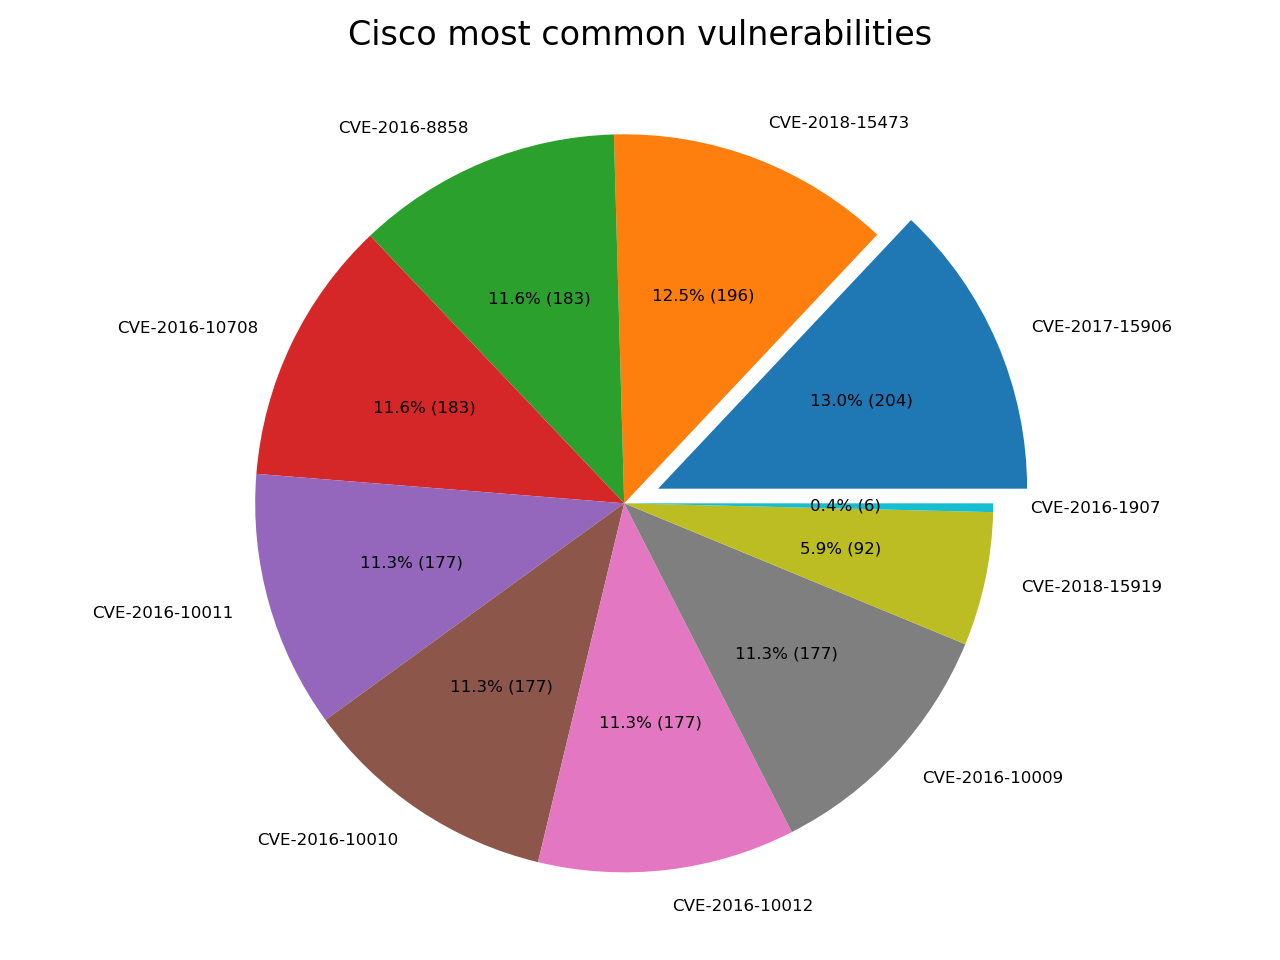 Cisco most common vulnerabilities
CVE-2018-15473
CVE-2016-8858
12.5% (196)
11.6% (183)
CVE-2017-15906
CVE-2016-10708
13.0% (204)
11.6% (183)
0.4% (6)
CVE-2016-1907
5.9% (92)
11.3% (177)
CVE-2018-15919
CVE-2016-10011
11.3% (177)
11.3% (177)
11.3% (177)
CVE-2016-10009
CVE-2016-10010
CVE-2016-10012